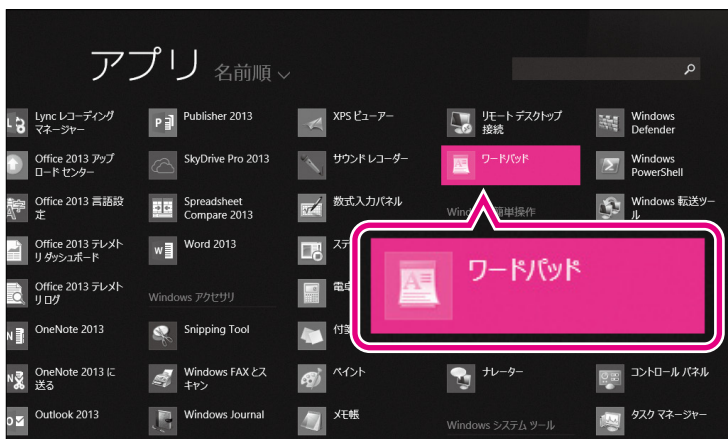 アプリ 名前順
Lync レコーディング
マネージャー
Office 2013 アップ
ロード センター
Office 2013 言語設
定
Office 2013 テレメト
リ ダッシュボード
Office 2013 テレメト
リ ログ
OneNote 2013
OneNote 2013 に
送る
Outlook 2013
Publisher 2013
SkyDrive Pro 2013
Spreadsheet
Compare 2013
Word 2013
Windows アクセサリ
Snipping Tool
Windows FAX とス
キャン
Windows Journal
XPS ビューアー
サウンド レコーダー
数式入力パネル
ステ
電卓
付箋
ペイント
メモ帳
リモート デスクトップ
接続
ワードパッド
簡単操作
ワードパッド
ナレーター
Windows システム ツール
Windows
Defender
Windows
PowerShell
Windows 転送ツー
ル
コントロール パネル
タスク マネージャー